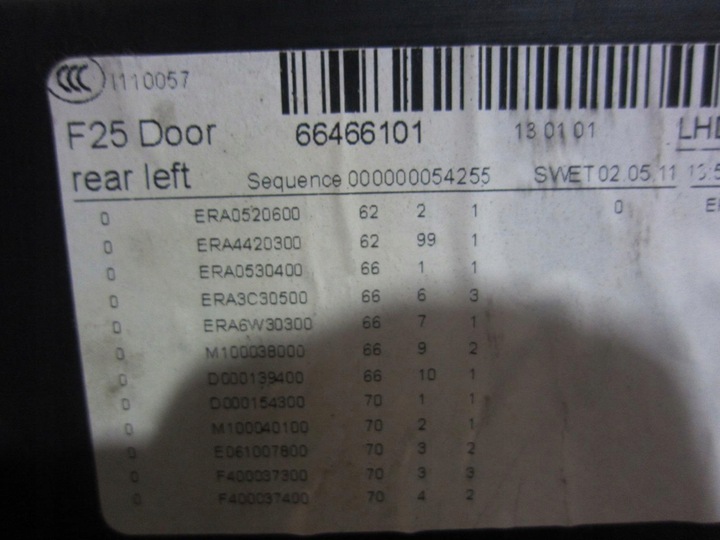 CCC I110057
F25 Door 66466101 13 01 01
rear left Sequence 000000054255 SWET 02.05.11
0 ERA0520600 62 2 1 0
0 ERA4420300 62 99 1
0 ERA0530400 66 1 1
0 ERA3C30500 66 6 3
0 ERA6W30300 66 7 1
0 M100038000 66 9 2
0 D000139400 66 10 1
0 D000154300 70 1 1
0 M100040100 70 2 1
0 E061007800 70 3 2
0 F400037300 70 3 3
0 F400037400 70 4 2